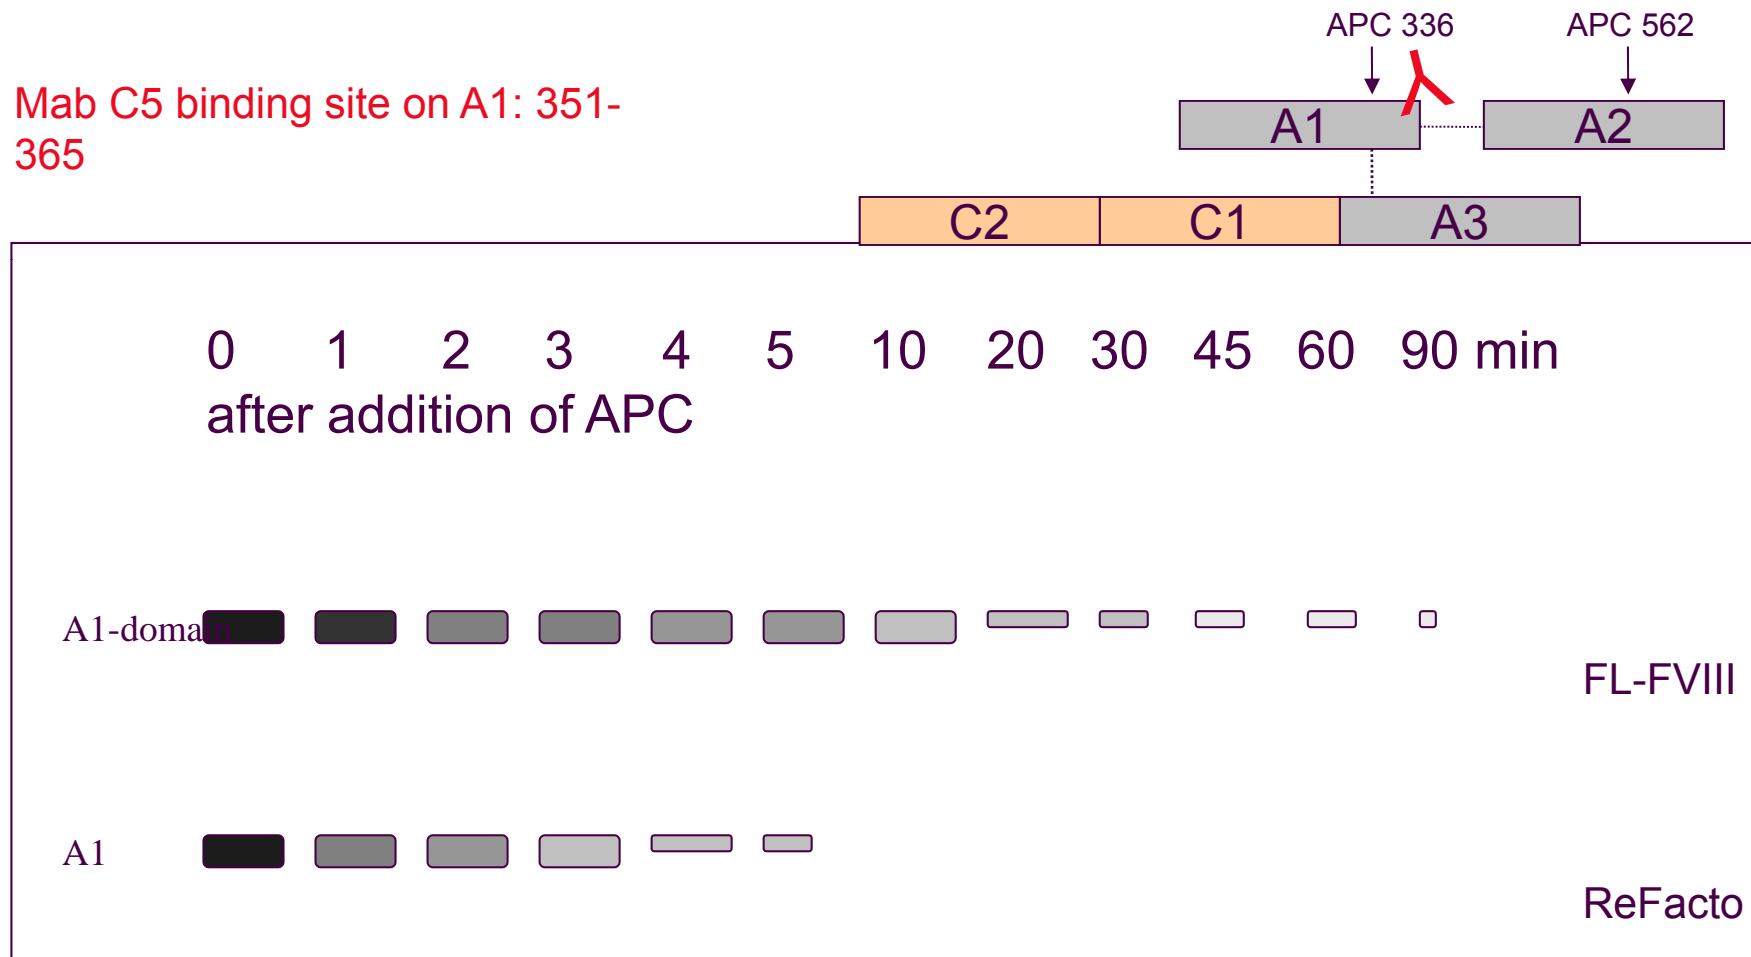 APC 336 APC 562
Mab C5 binding site on A1: 351-
365
A1 A2
C2 C1 A3
0 1 2 3 4 5 10 20 30 45 60 90 min
after addition of APC
A1-domain
FL-FVIII
A1
ReFacto